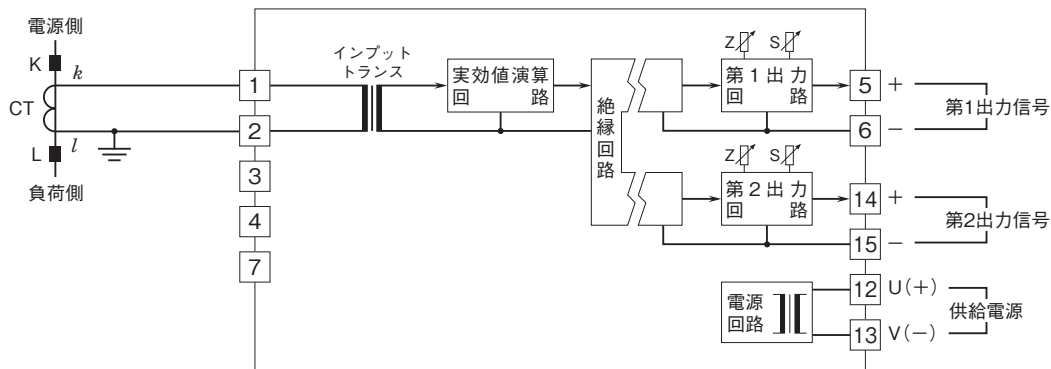 電源側
K
k
CT
L
l
負荷側
1
2
3
4
7
インプット
トランス
実効値演算
回 路
絶縁回路
Z
S
第1出力
回 路
5
+
6
−
第1出力信号
Z
S
第2出力
回 路
14
+
15
−
第2出力信号
電源
回路
12
U(+)
13
V(−)
供給電源